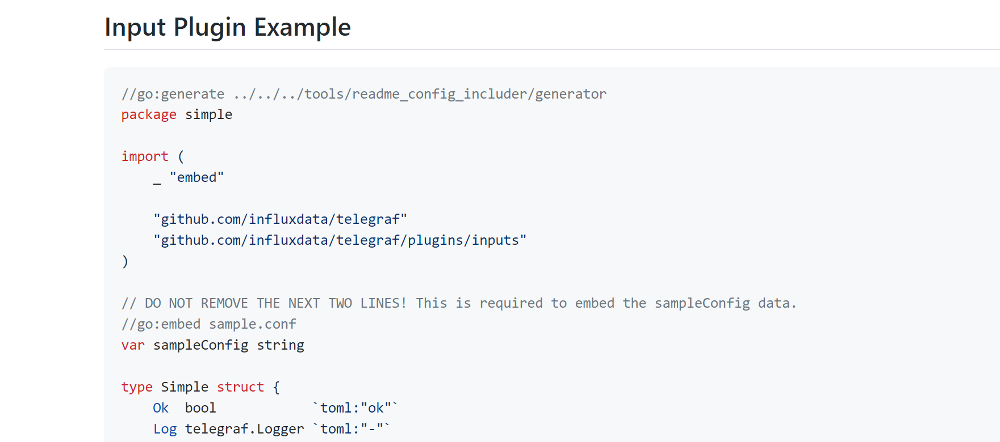 Input Plugin Example
//go:generate ../../../tools/readme_config_includer/generator
package simple
import (
    _ "embed"
    "github.com/influxdata/telegraf"
    "github.com/influxdata/telegraf/plugins/inputs"
)
// DO NOT REMOVE THE NEXT TWO LINES! This is required to embed the sampleConfig data.
//go:embed sample.conf
var sampleConfig string
type Simple struct {
    Ok  bool            `toml:"ok"`
    Log telegraf.Logger `toml:"-"`